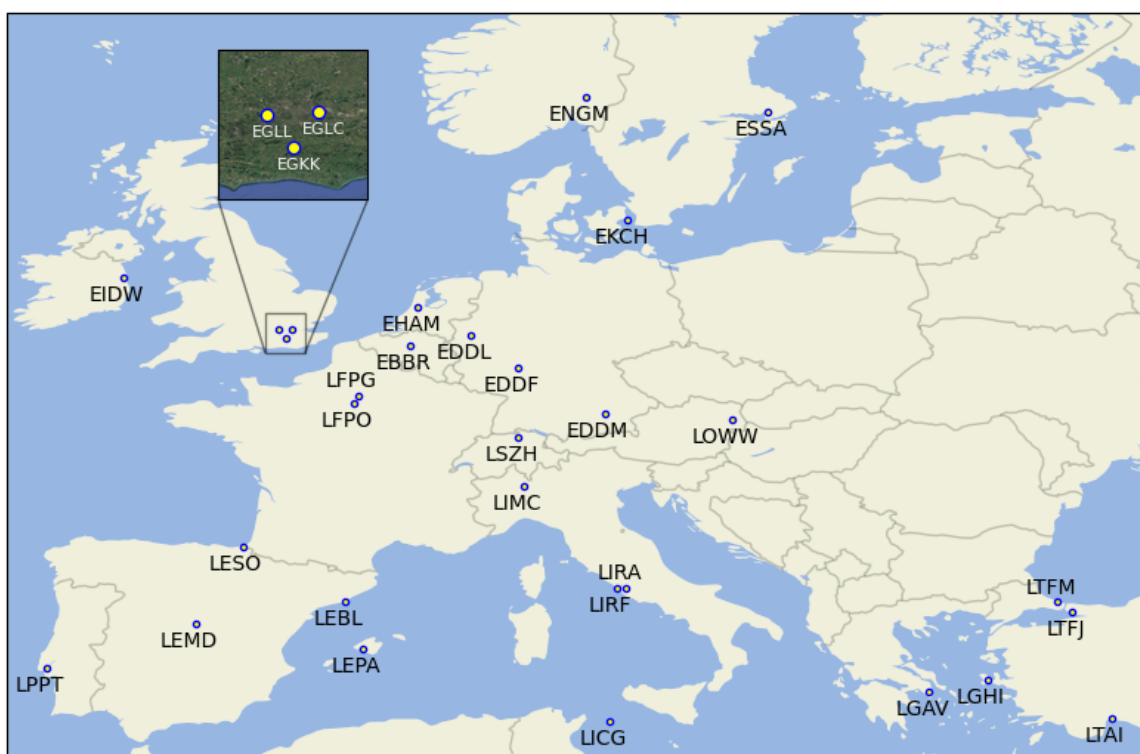 ENGM
ESSA
EGLL
EGLC
EGKK
EKCH
EIDW
EHAM
EDDL
EBBR
LFPG
EDDF
LFPO
EDDM
LOWW
LSZH
LIMC
LESO
LIRA
LIRF
LTFM
LEBL
LTFJ
LEMD
LEPA
LPPT
LGHI
LGAV
LTAI
LICG